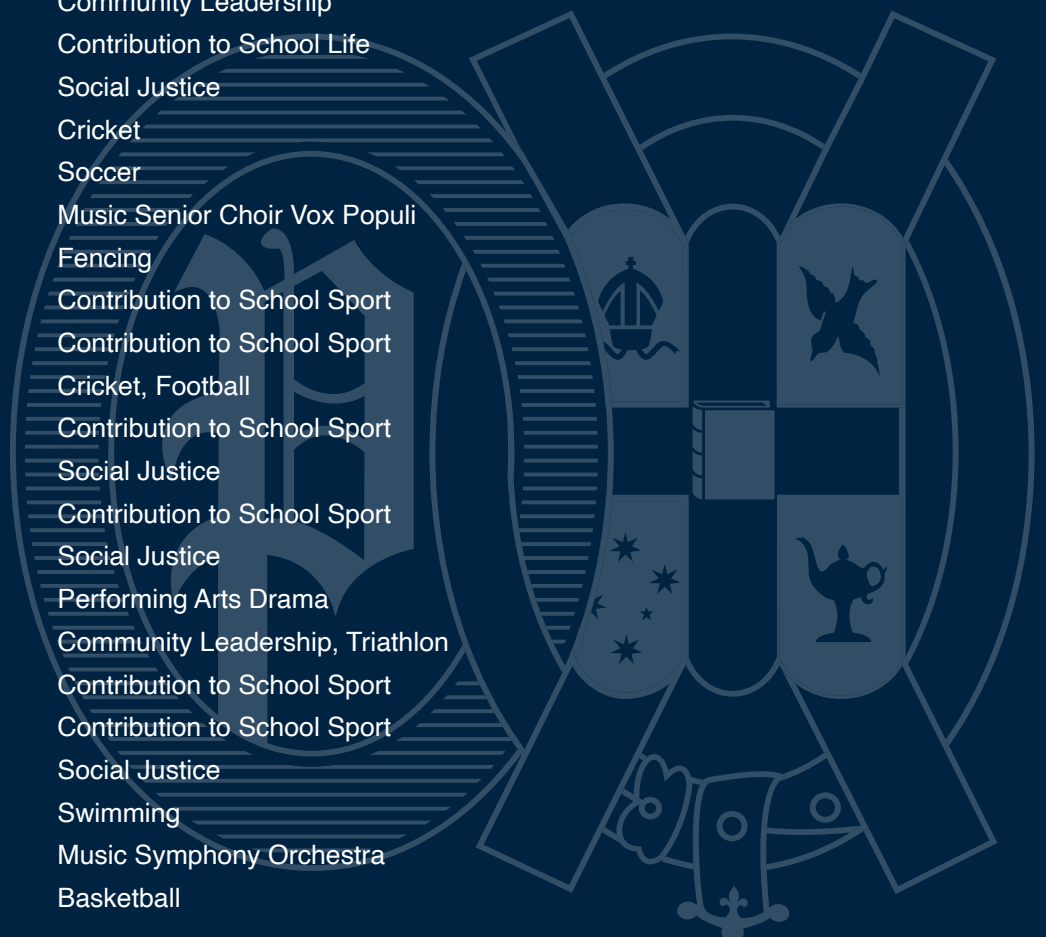 Community Leadership
Contribution to School Life
Social Justice
Cricket
Soccer
Music Senior Choir Vox Populi
Fencing
Contribution to School Sport
Contribution to School Sport
Cricket, Football
Contribution to School Sport
Social Justice
Contribution to School Sport
Social Justice
Performing Arts Drama
Community Leadership, Triathlon
Contribution to School Sport
Contribution to School Sport
Social Justice
Swimming
Music Symphony Orchestra
Basketball